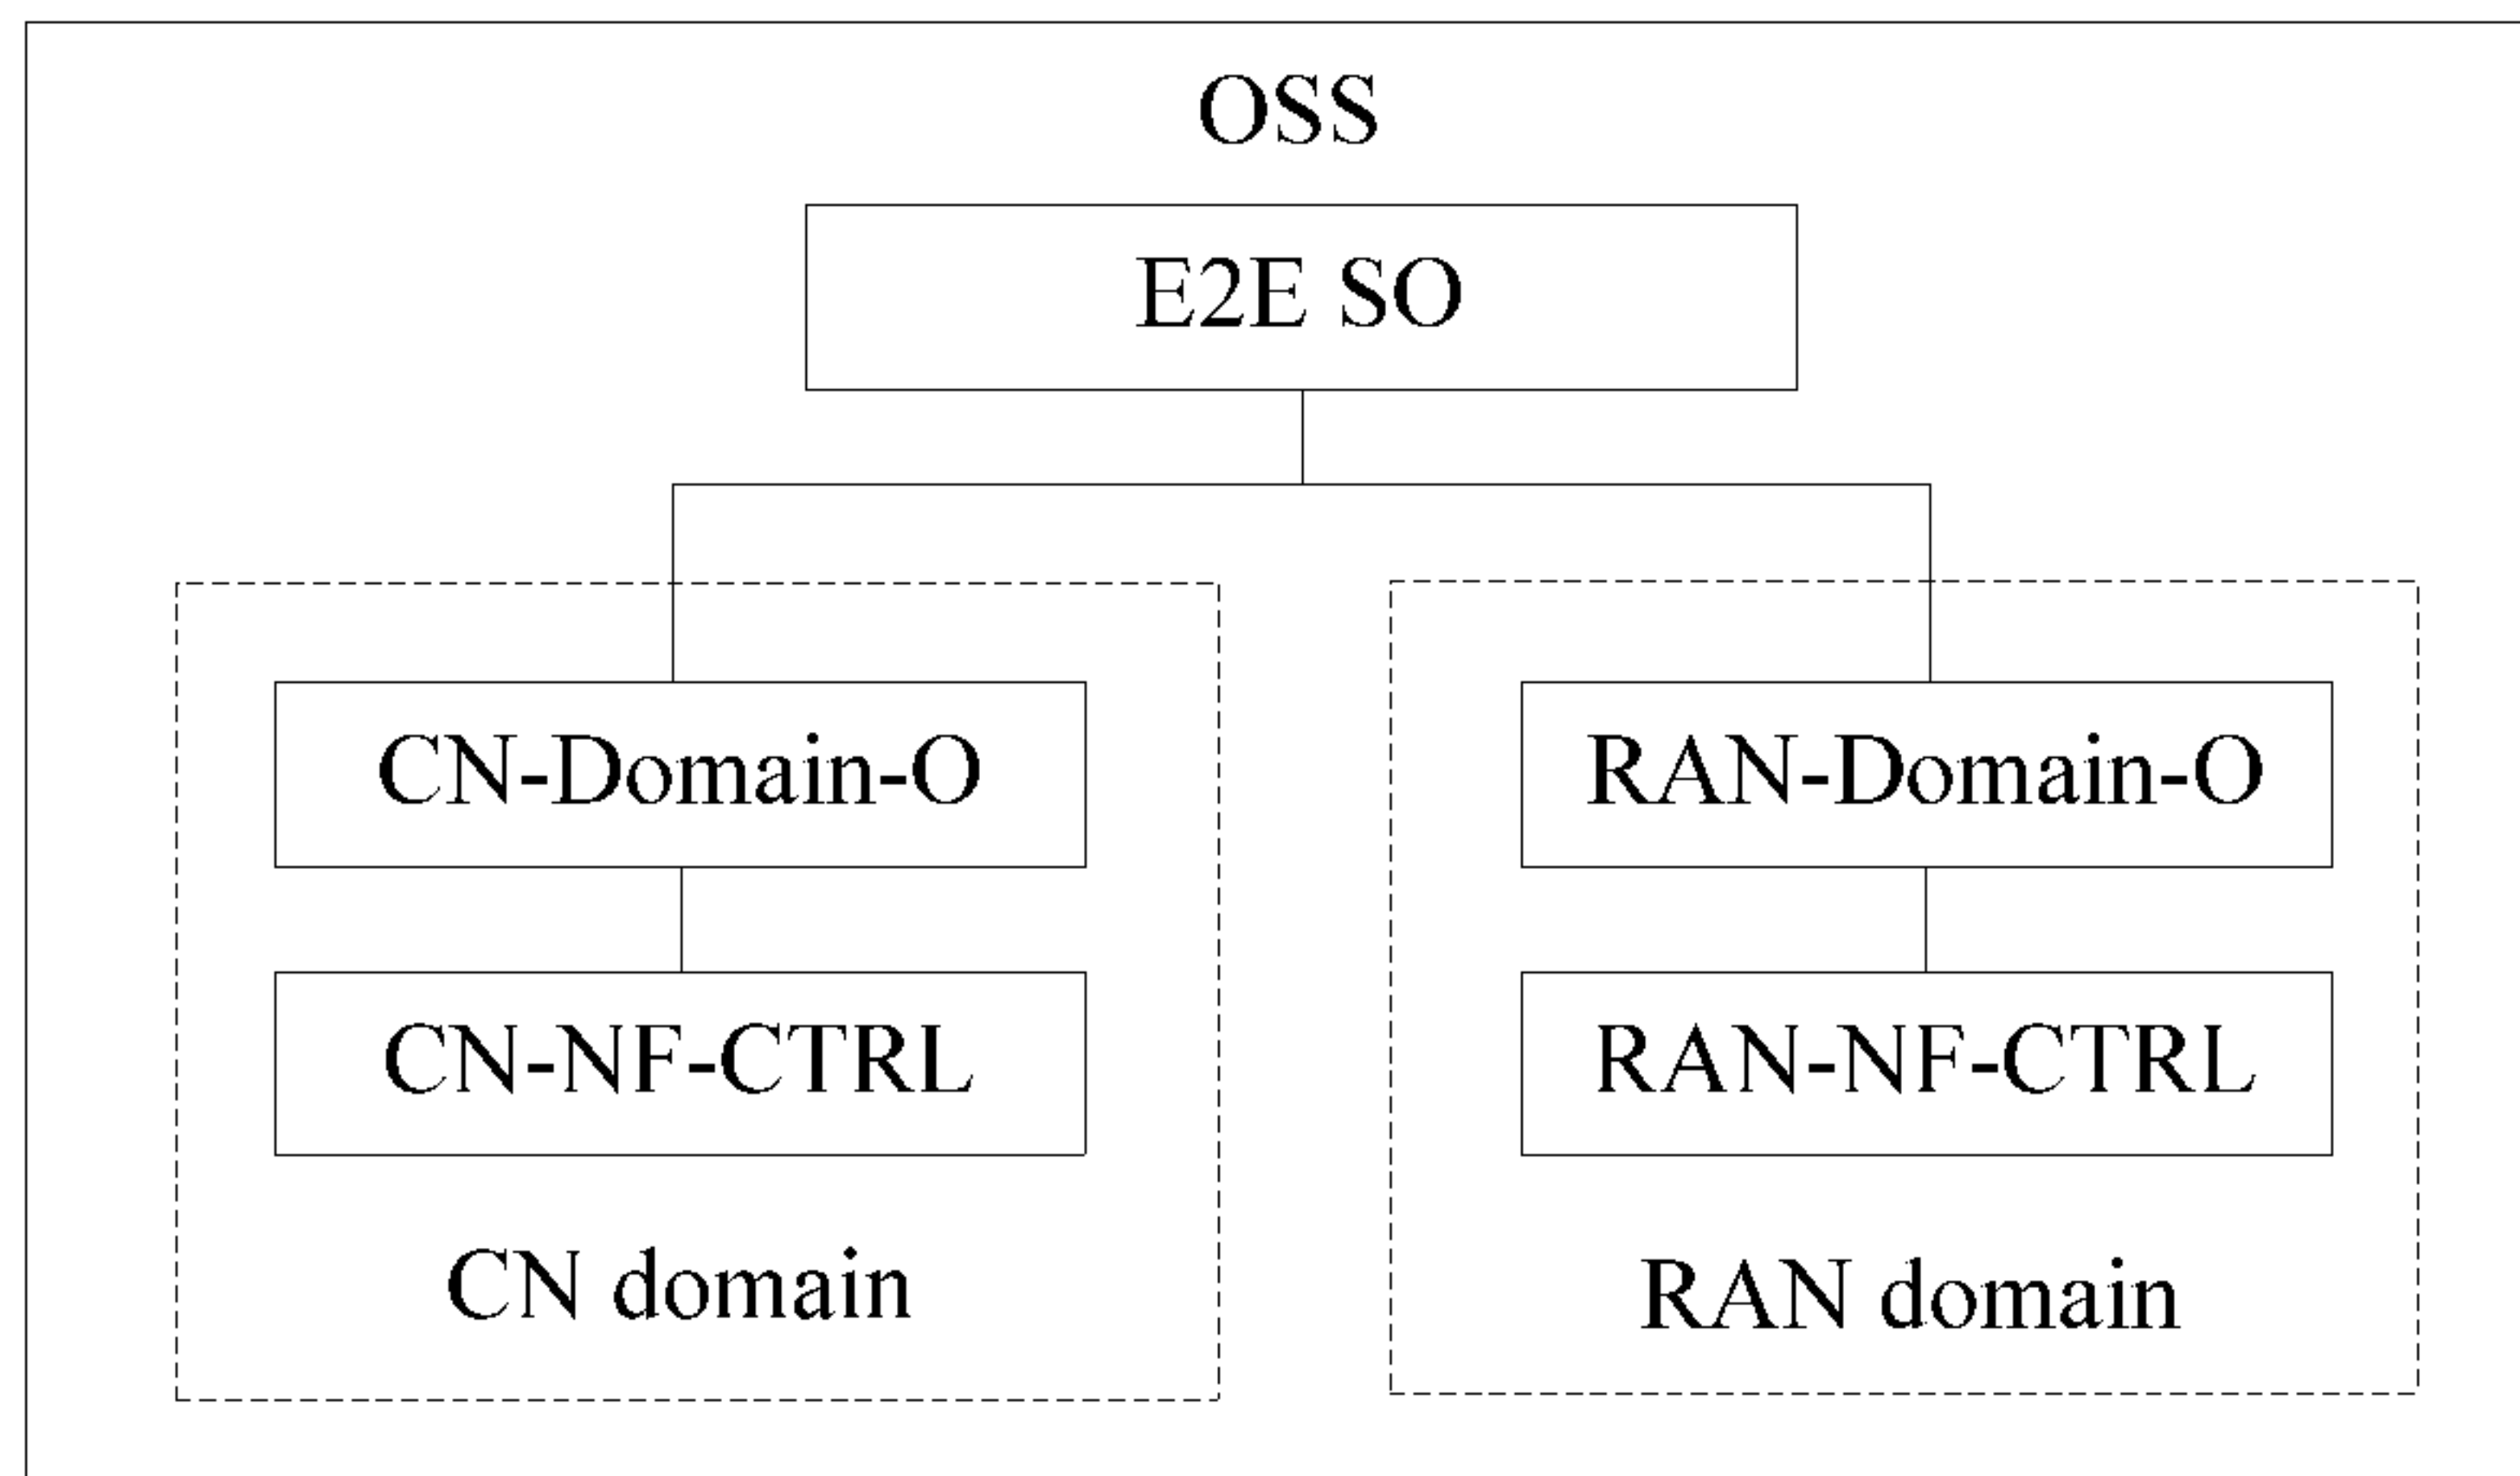 OSS
E2E SO
CN-Domain-O
CN-NF-CTRL
CN domain
RAN-Domain-O
RAN-NF-CTRL
RAN domain